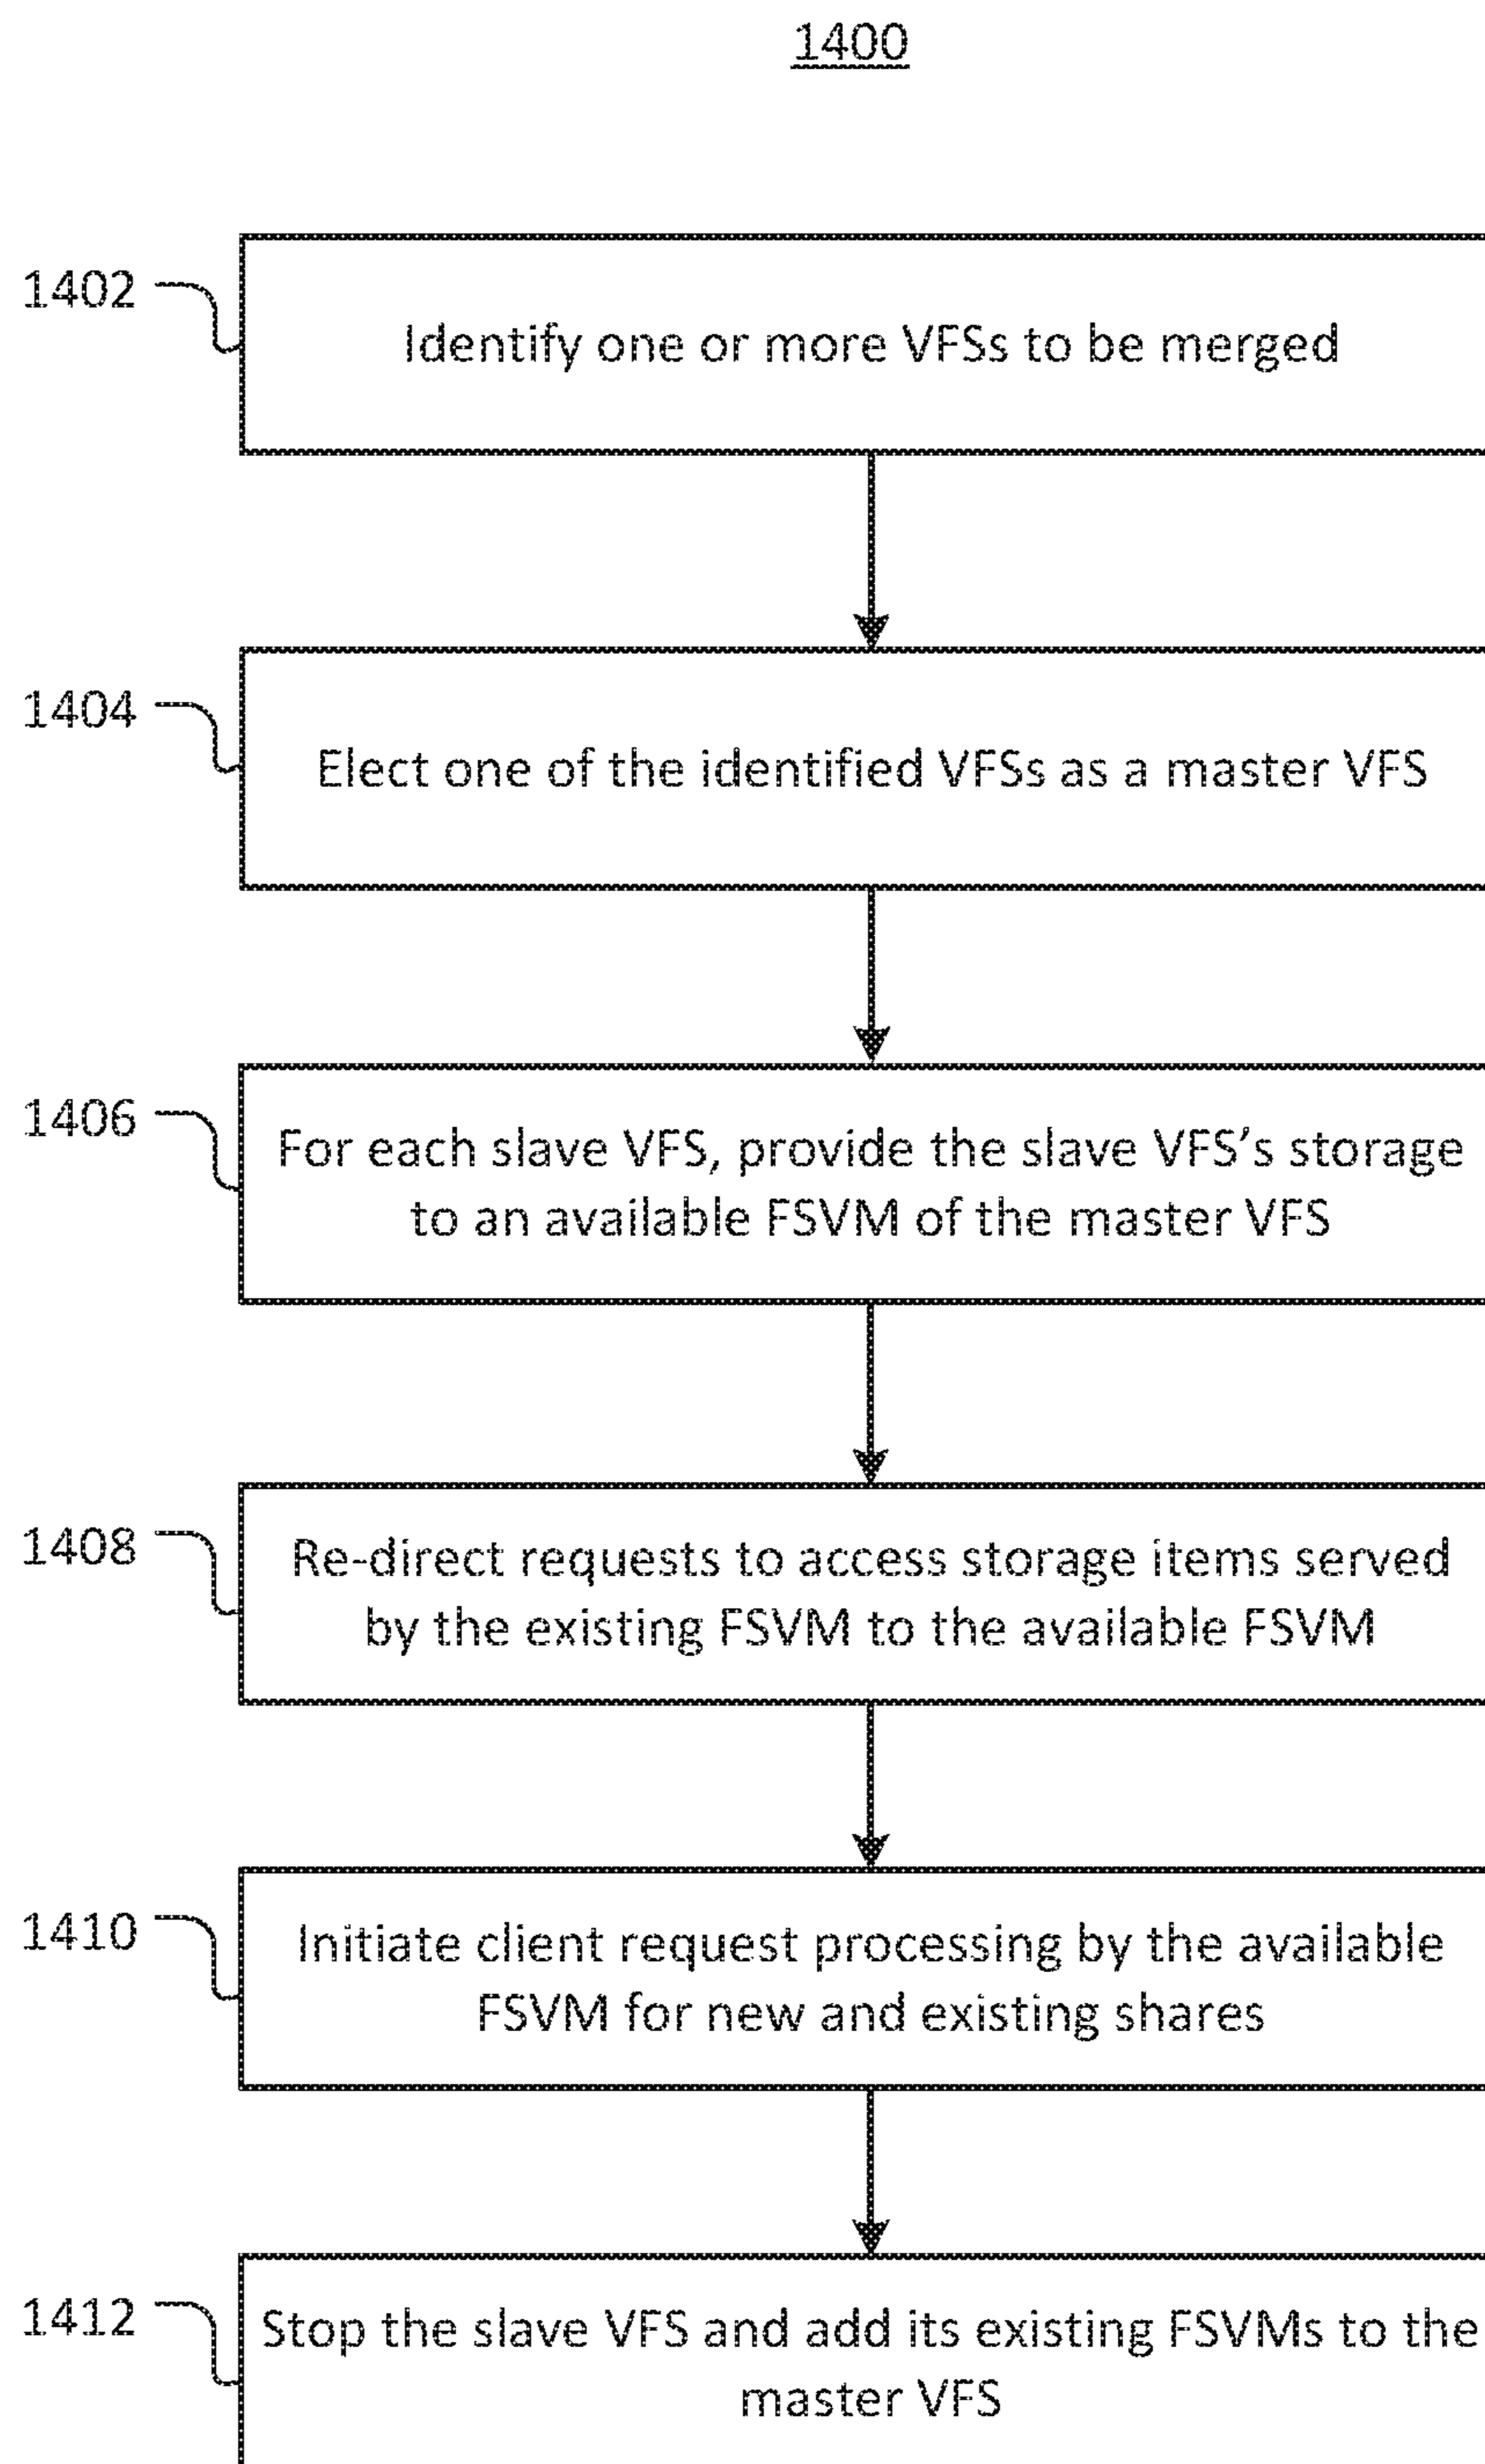 1400
1402
Identify one or more VFSs to be merged
1404
Elect one of the identified VFSs as a master VFS
1406
For each slave VFS, provide the slave VFS's storage
to an available FSVM of the master VFS
1408
Re-direct requests to access storage items served
by the existing FSVM to the available FSVM
1410
Initiate client request processing by the available
FSVM for new and existing shares
1412
Stop the slave VFS and add its existing FSVMs to the
master VFS